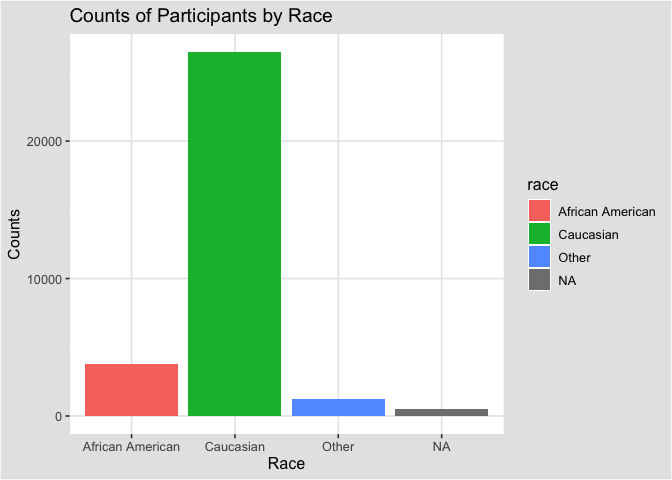 Counts of Participants by Race
Counts
20000
10000
0
African American
Caucasian
Other
NA
Race
race
African American
Caucasian
Other
NA